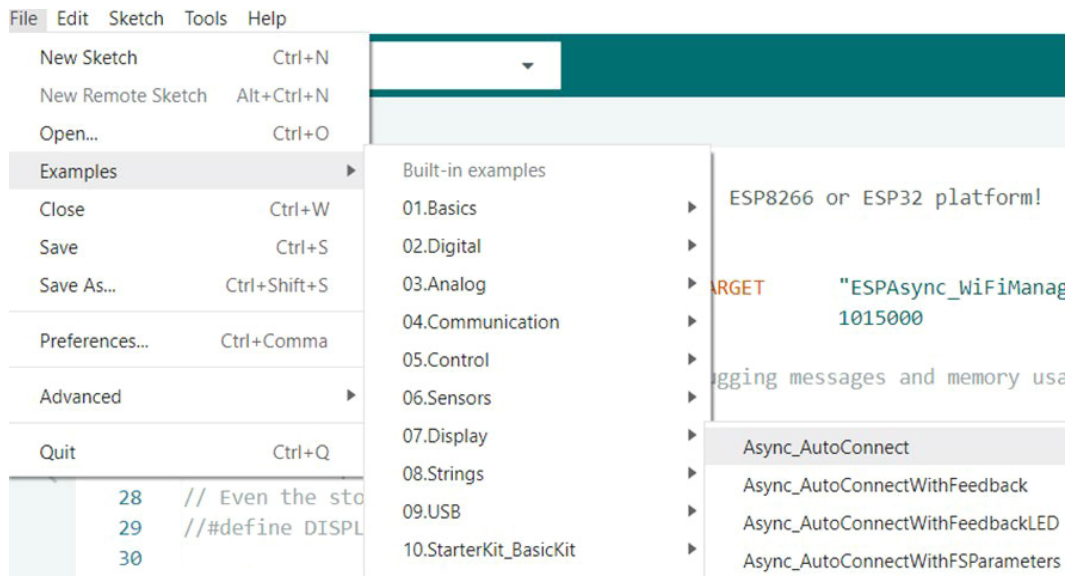 File Edit Sketch Tools Help
New Sketch Ctrl+N
New Remote Sketch Alt+Ctrl+N
Open... Ctrl+O
Examples
Close Ctrl+W
Save Ctrl+S
Save As... Ctrl+Shift+S
Preferences... Ctrl+Comma
Advanced
Quit Ctrl+Q
Built-in examples
01.Basics
02.Digital
03.Analog
04.Communication
05.Control
06.Sensors
07.Display
08.Strings
09.USB
10.StarterKit_BasicKit
Async_AutoConnect
Async_AutoConnectWithFeedback
Async_AutoConnectWithFeedbackLED
Async_AutoConnectWithFSParameters
ESP8266 or ESP32 platform!
ARGET "ESPAsync_WiFiManag
1015000
gging messages and memory usa
28 // Even the sto
29 //#define DISPL
30